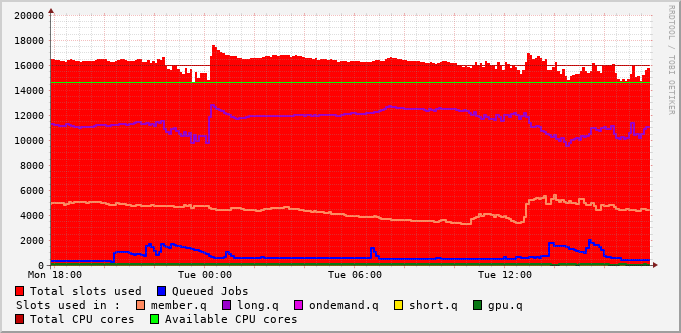 20000
18000
16000
14000
12000
10000
8000
6000
4000
2000
0
Mon 18:00 Tue 00:00 Tue 06:00 Tue 12:00
RRDTOOL / TOBI OETIKER
Total slots used Queued Jobs
Slots used in : member.q long.q ondemand.q short.q gpu.q
Total CPU cores Available CPU cores